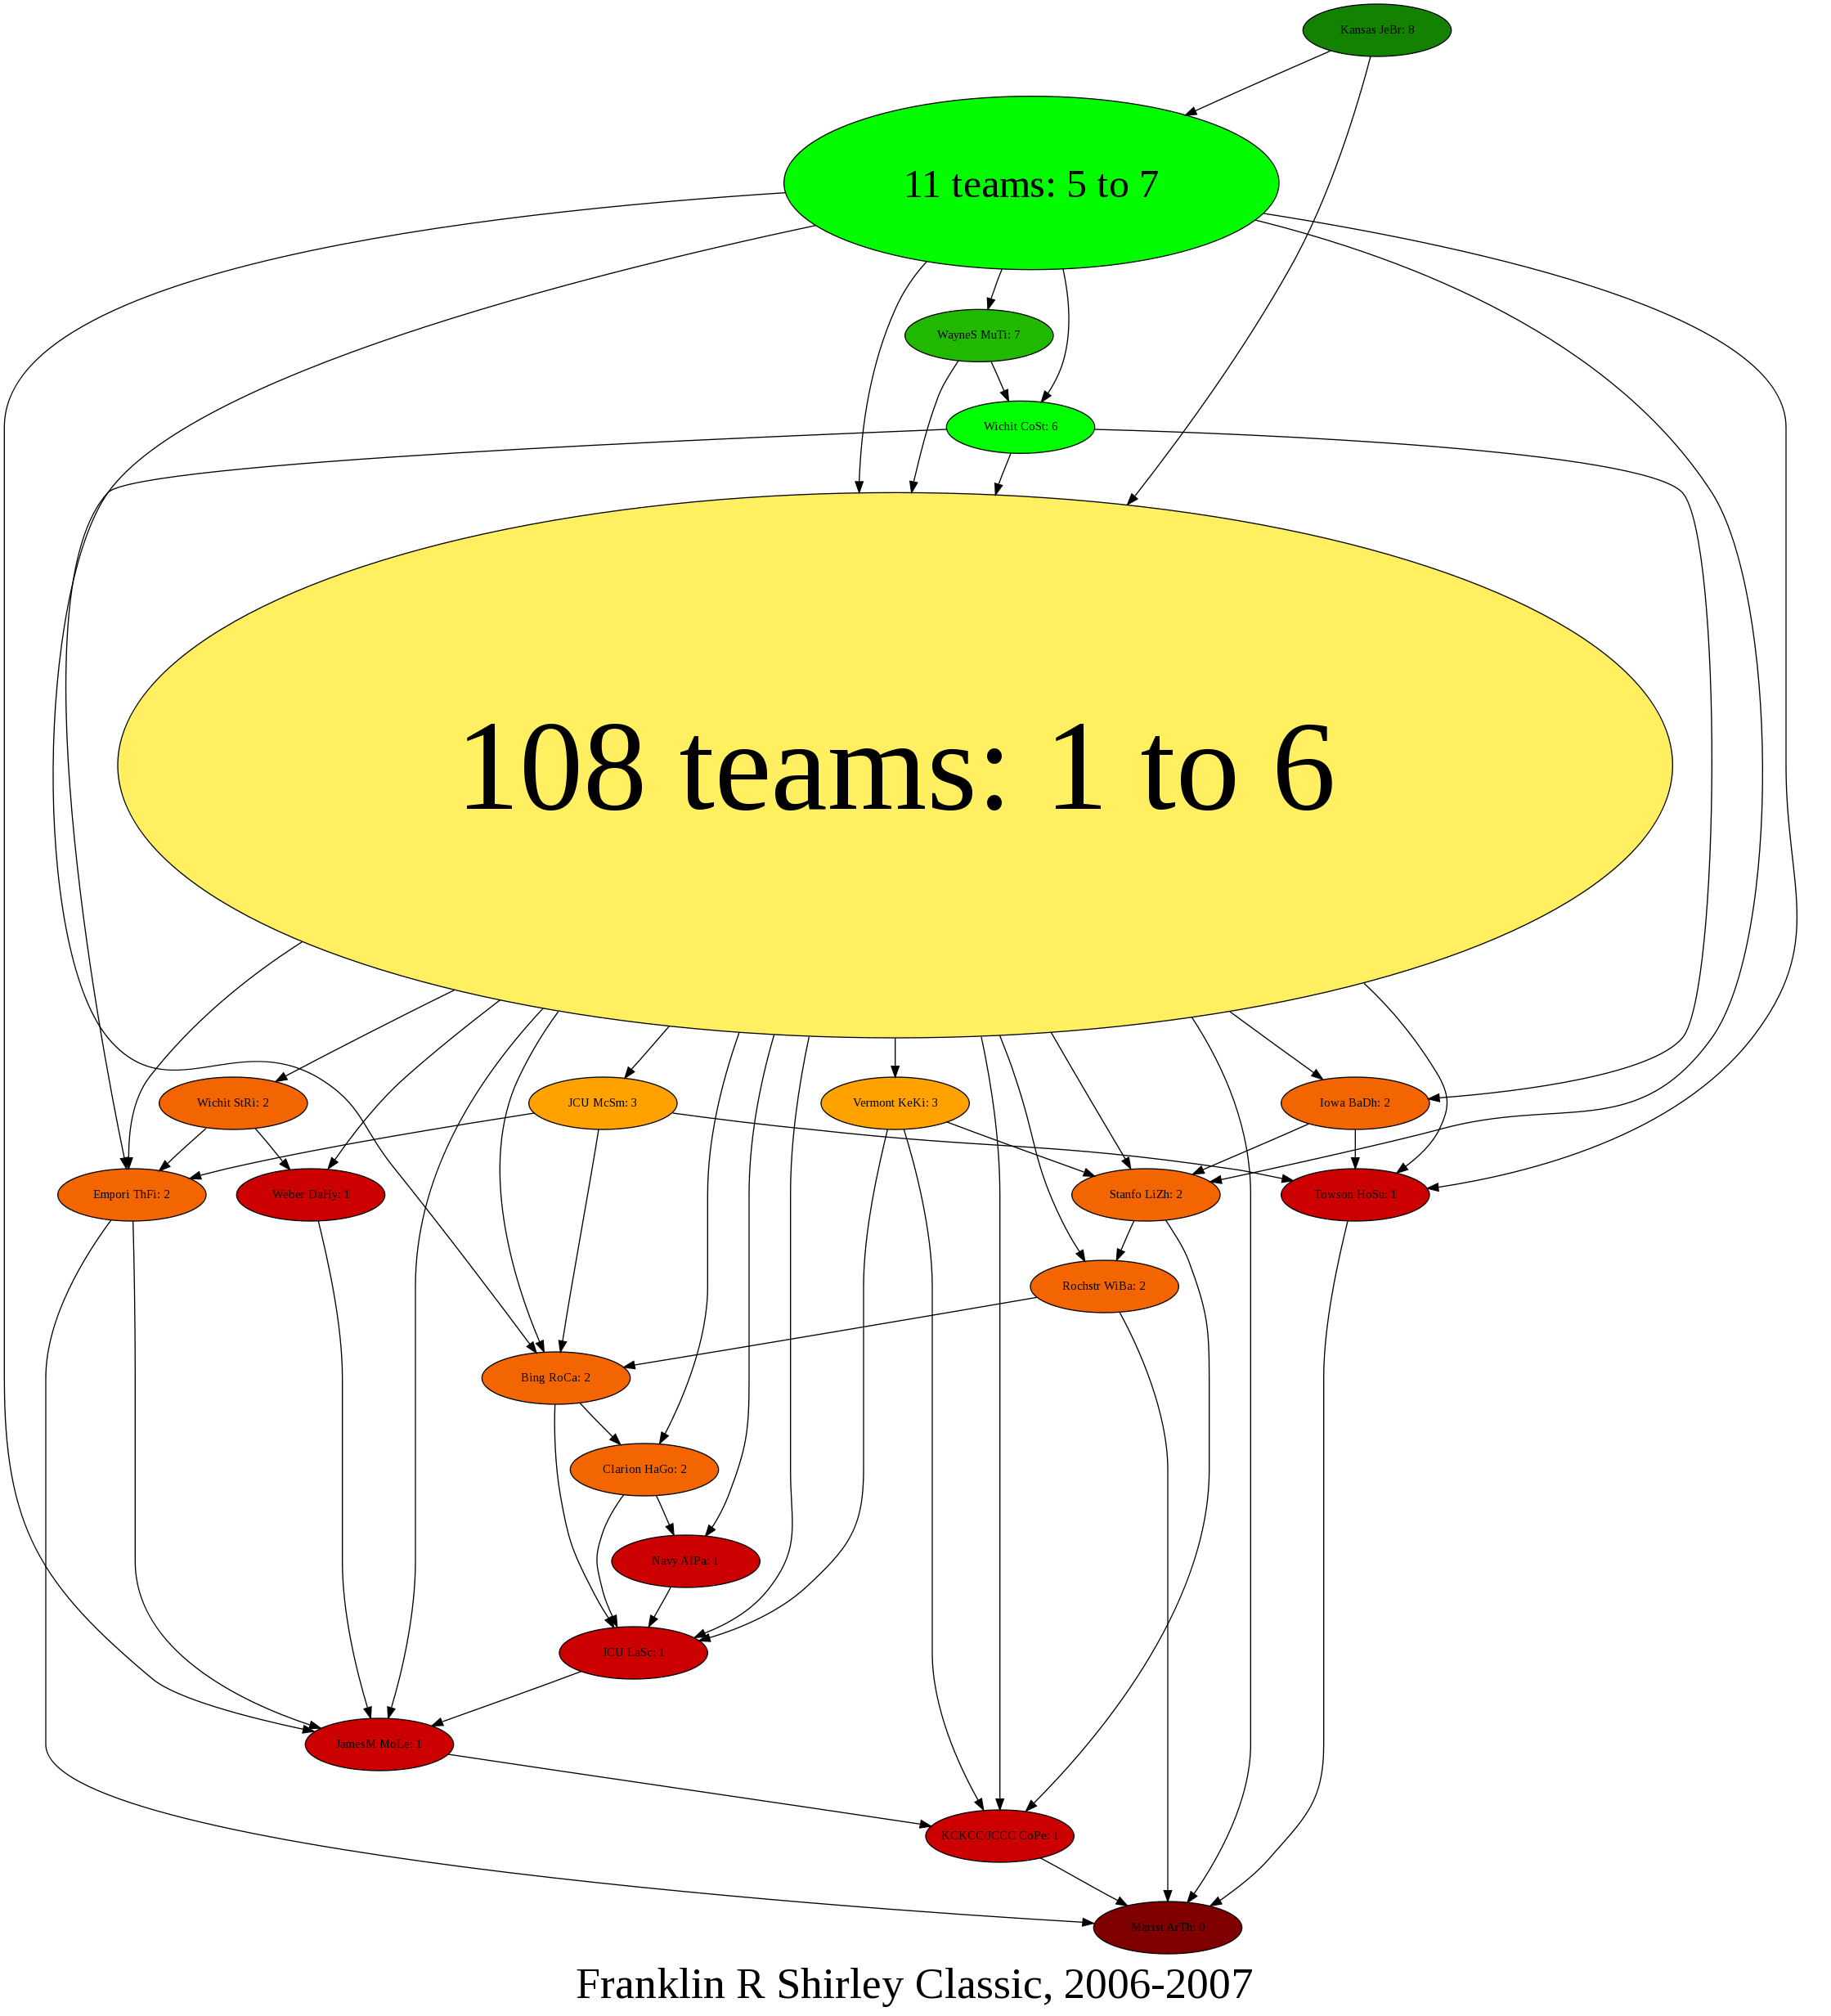 Kansas JeBr: 8
11 teams: 5 to 7
WayneS MuTi: 7
Wichit CoSt: 6
108 teams: 1 to 6
Wichit StRi: 2
JCU McSm: 3
Vermont KeKi: 3
Iowa BaDh: 2
Empori ThFi: 2
Weber DaHy: 1
Stanfo LiZh: 2
Towson HoSu: 1
Rochstr WiBa: 2
Bing RoCa: 2
Clarion HaGo: 2
Navy AlPa: 1
JCU LaSc: 1
JamesM MoLe: 1
KCKCC/JCCC CoPe: 1
Marist ArTh: 0
Franklin R Shirley Classic, 2006-2007